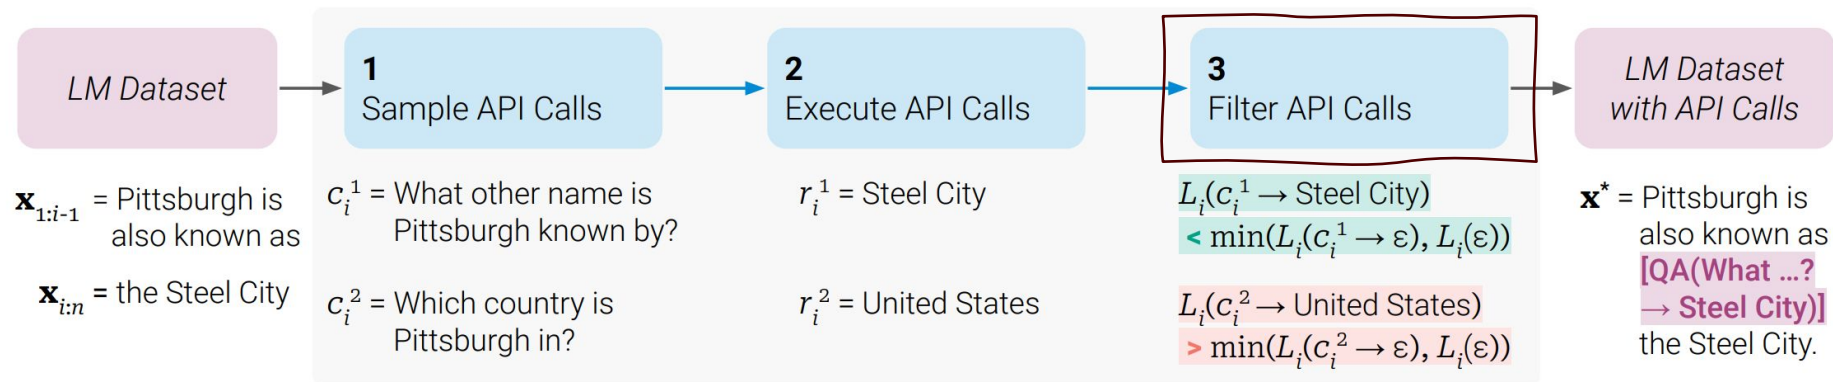 LM Dataset
1
Sample API Calls
2
Execute API Calls
3
Filter API Calls
LM Dataset
with API Calls
x1:i-1 = Pittsburgh is
also known as
xi:n = the Steel City
ci1 = What other name is
Pittsburgh known by?
ci2 = Which country is
Pittsburgh in?
ri1 = Steel City
ri2 = United States
Li(ci1 → Steel City)
< min(Li(ci1 → ε), Li(ε))
Li(ci2 → United States)
> min(Li(ci2 → ε), Li(ε))
x* = Pittsburgh is
also known as
[QA(What ...?
→ Steel City)]
the Steel City.